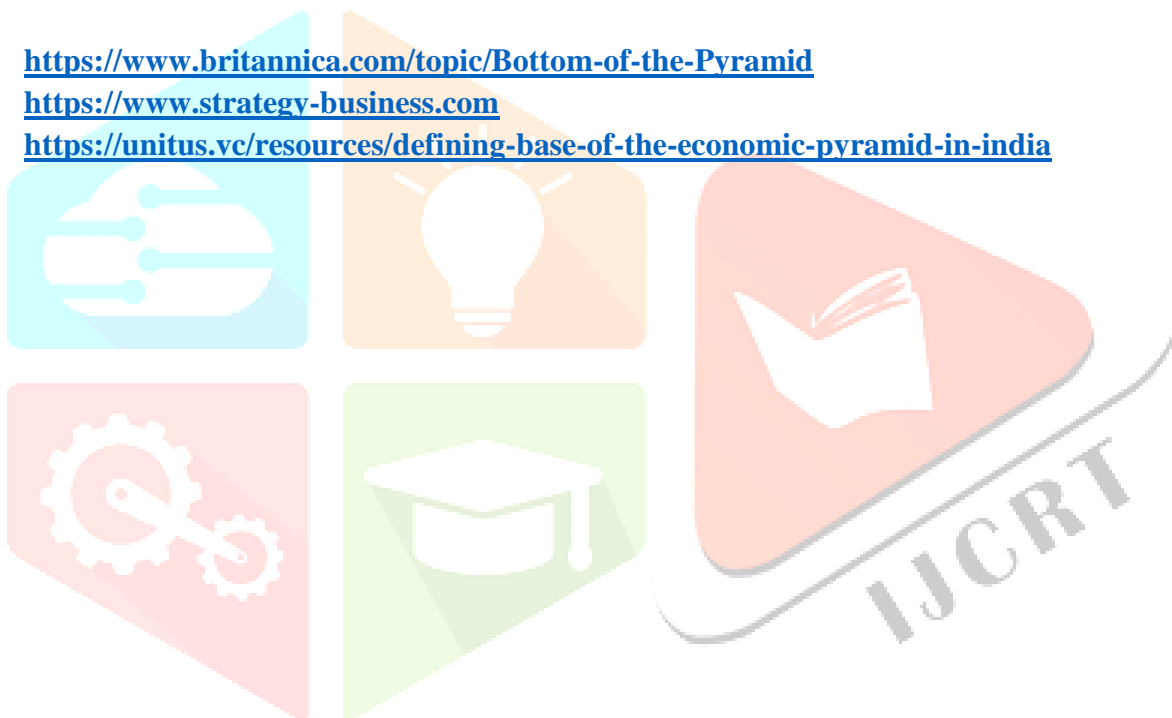 https://www.britannica.com/topic/Bottom-of-the-Pyramid
https://www.strategy-business.com
https://unitus.vc/resources/defining-base-of-the-economic-pyramid-in-india
IJCRT